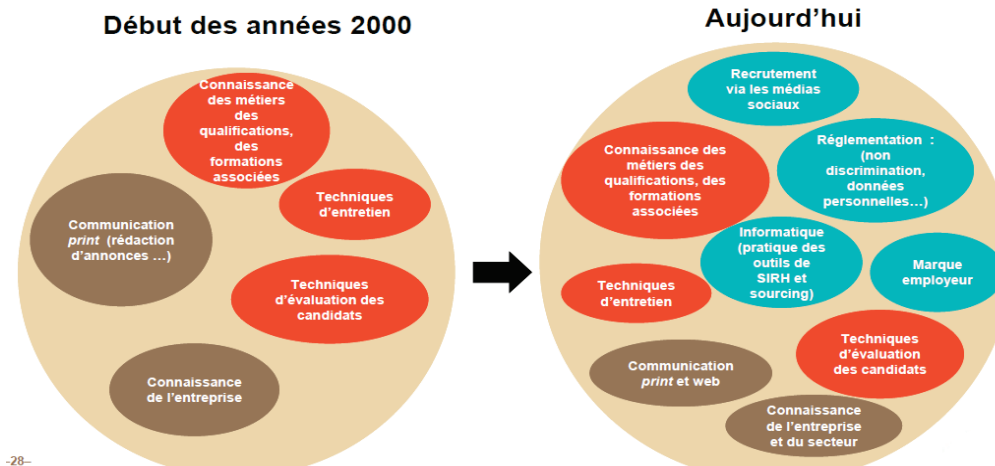 Début des années 2000
Connaissance
des métiers
des
qualifications,
des
formations
associées
Techniques
d'entretien
Communication
print (rédaction
d'annonces ...)
Techniques
d'évaluation des
candidats
Connaissance
de l'entreprise
-28-
Aujourd'hui
Recrutement
via les médias
sociaux
Connaissance des
métiers des
qualifications, des
formations
associées
Réglementation :
(non
discrimination,
données
personnelles...)
Informatique
(pratique des
outils de
SIRH et
sourcing)
Marque
employeur
Techniques
d'entretien
Techniques
d'évaluation
des candidats
Communication
print et web
Connaissance
de l'entreprise
et du secteur